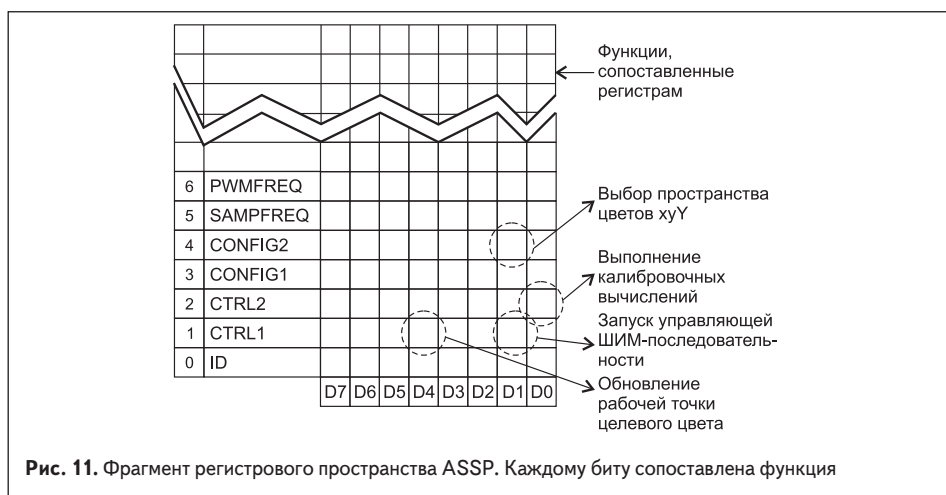 Функции,
сопоставленные
регистрам
6 PWMFREQ
5 SAMPFREQ
4 CONFIG2
3 CONFIG1
2 CTRL2
1 CTRL1
0 ID
D7 D6 D5 D4 D3 D2 D1 D0
Выбор пространства
цветов xyY
Выполнение
калибровочных
вычислений
Запуск управляющей
ШИМ-последователь-
ности
Обновление
рабочей точки
целевого цвета
Рис. 11. Фрагмент регистрового пространства ASSP. Каждому биту сопоставлена функция